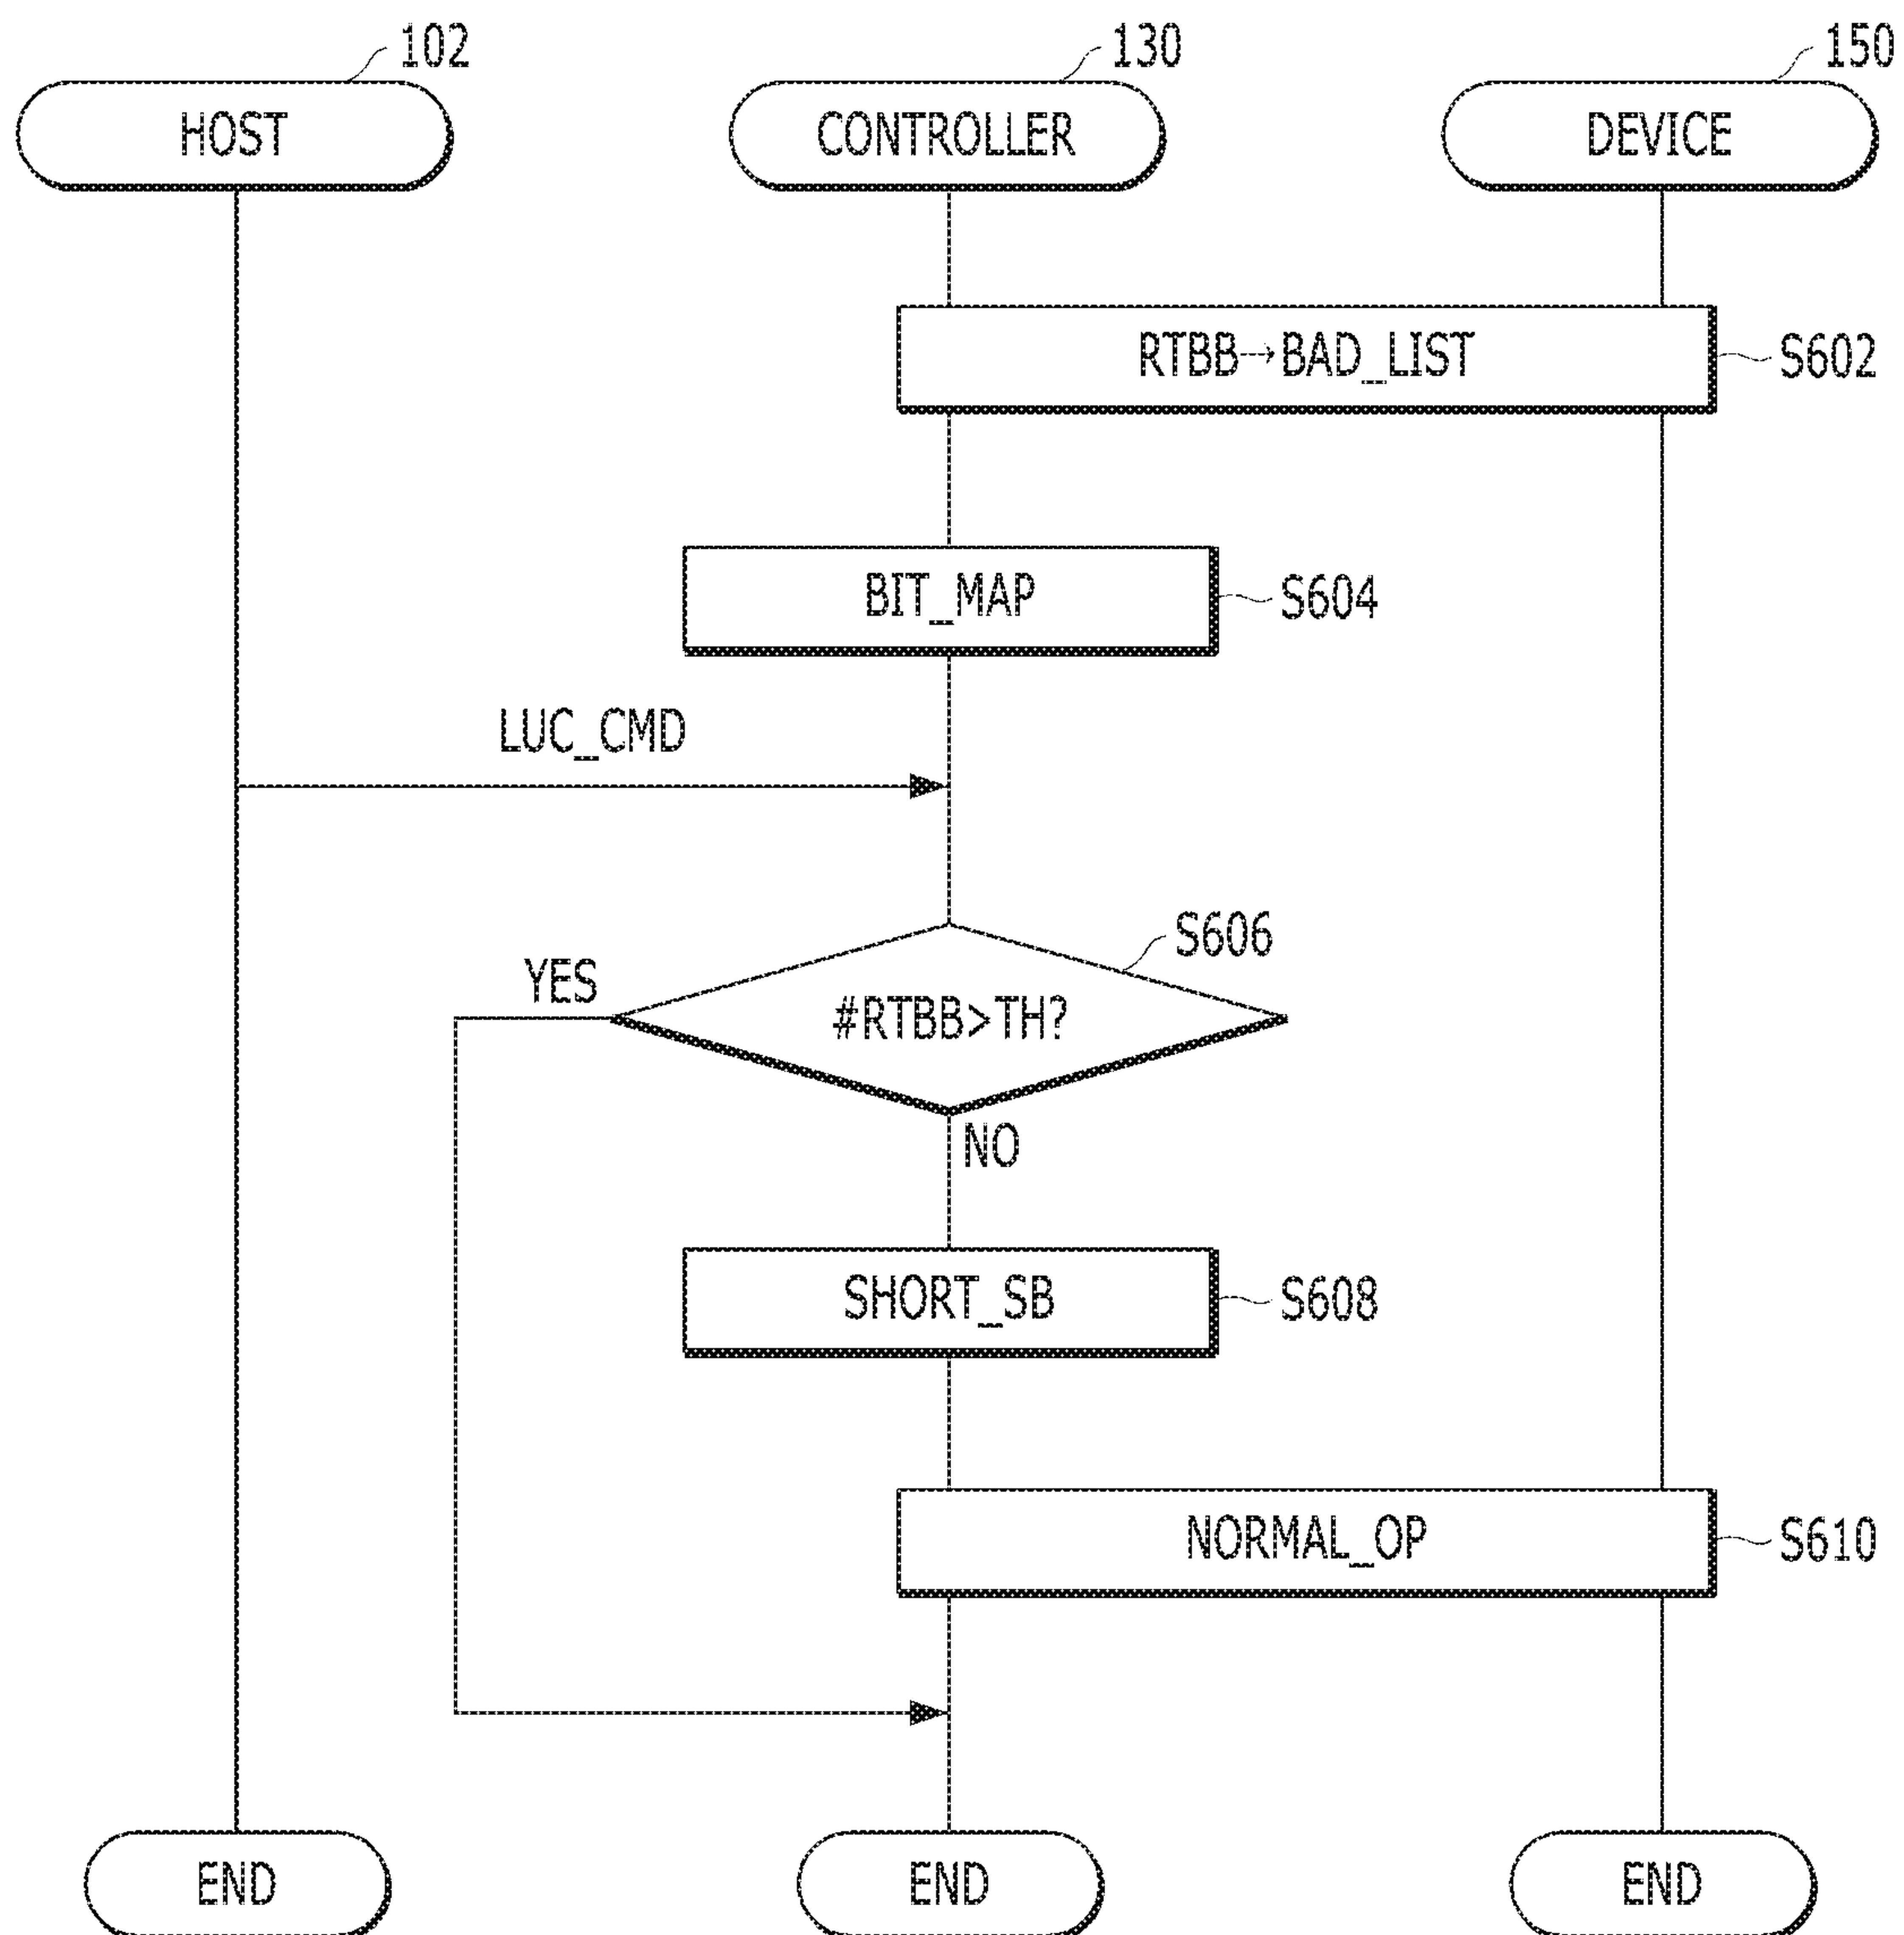 102
130
150
HOST
CONTROLLER
DEVICE
RTBB→BAD_LIST
S602
BIT_MAP
S604
LUC_CMD
S606
YES
#RTBB>TH?
NO
SHORT_SB
S608
NORMAL_OP
S610
END
END
END